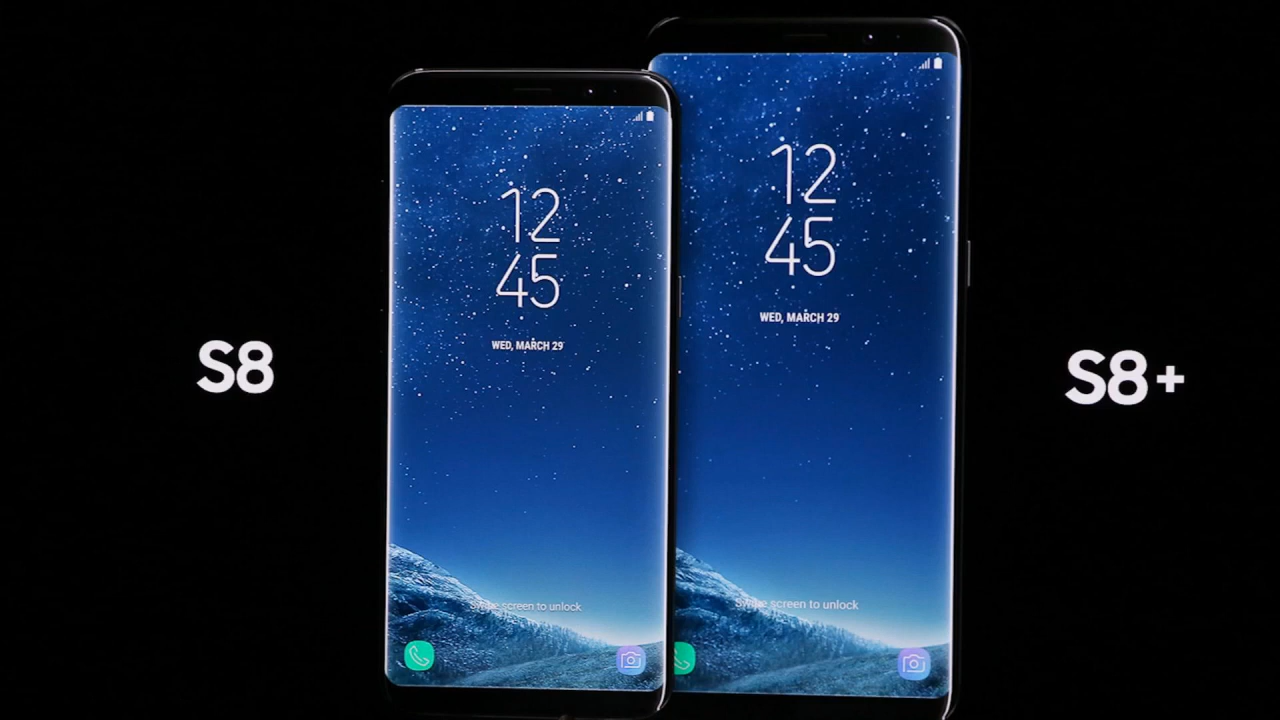 S8
12
45
WED, MARCH 29
Swipe screen to unlock
12
45
WED, MARCH 29
Swipe screen to unlock
S8+